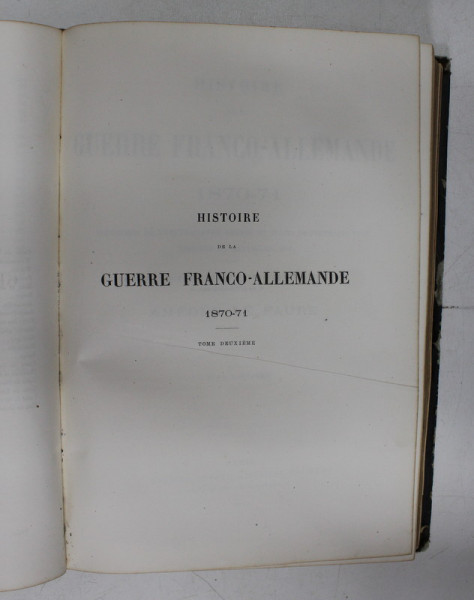 HISTOIRE
DE LA
GUERRE FRANCO-ALLEMANDE
1870-71
TOME DEUXIÈME